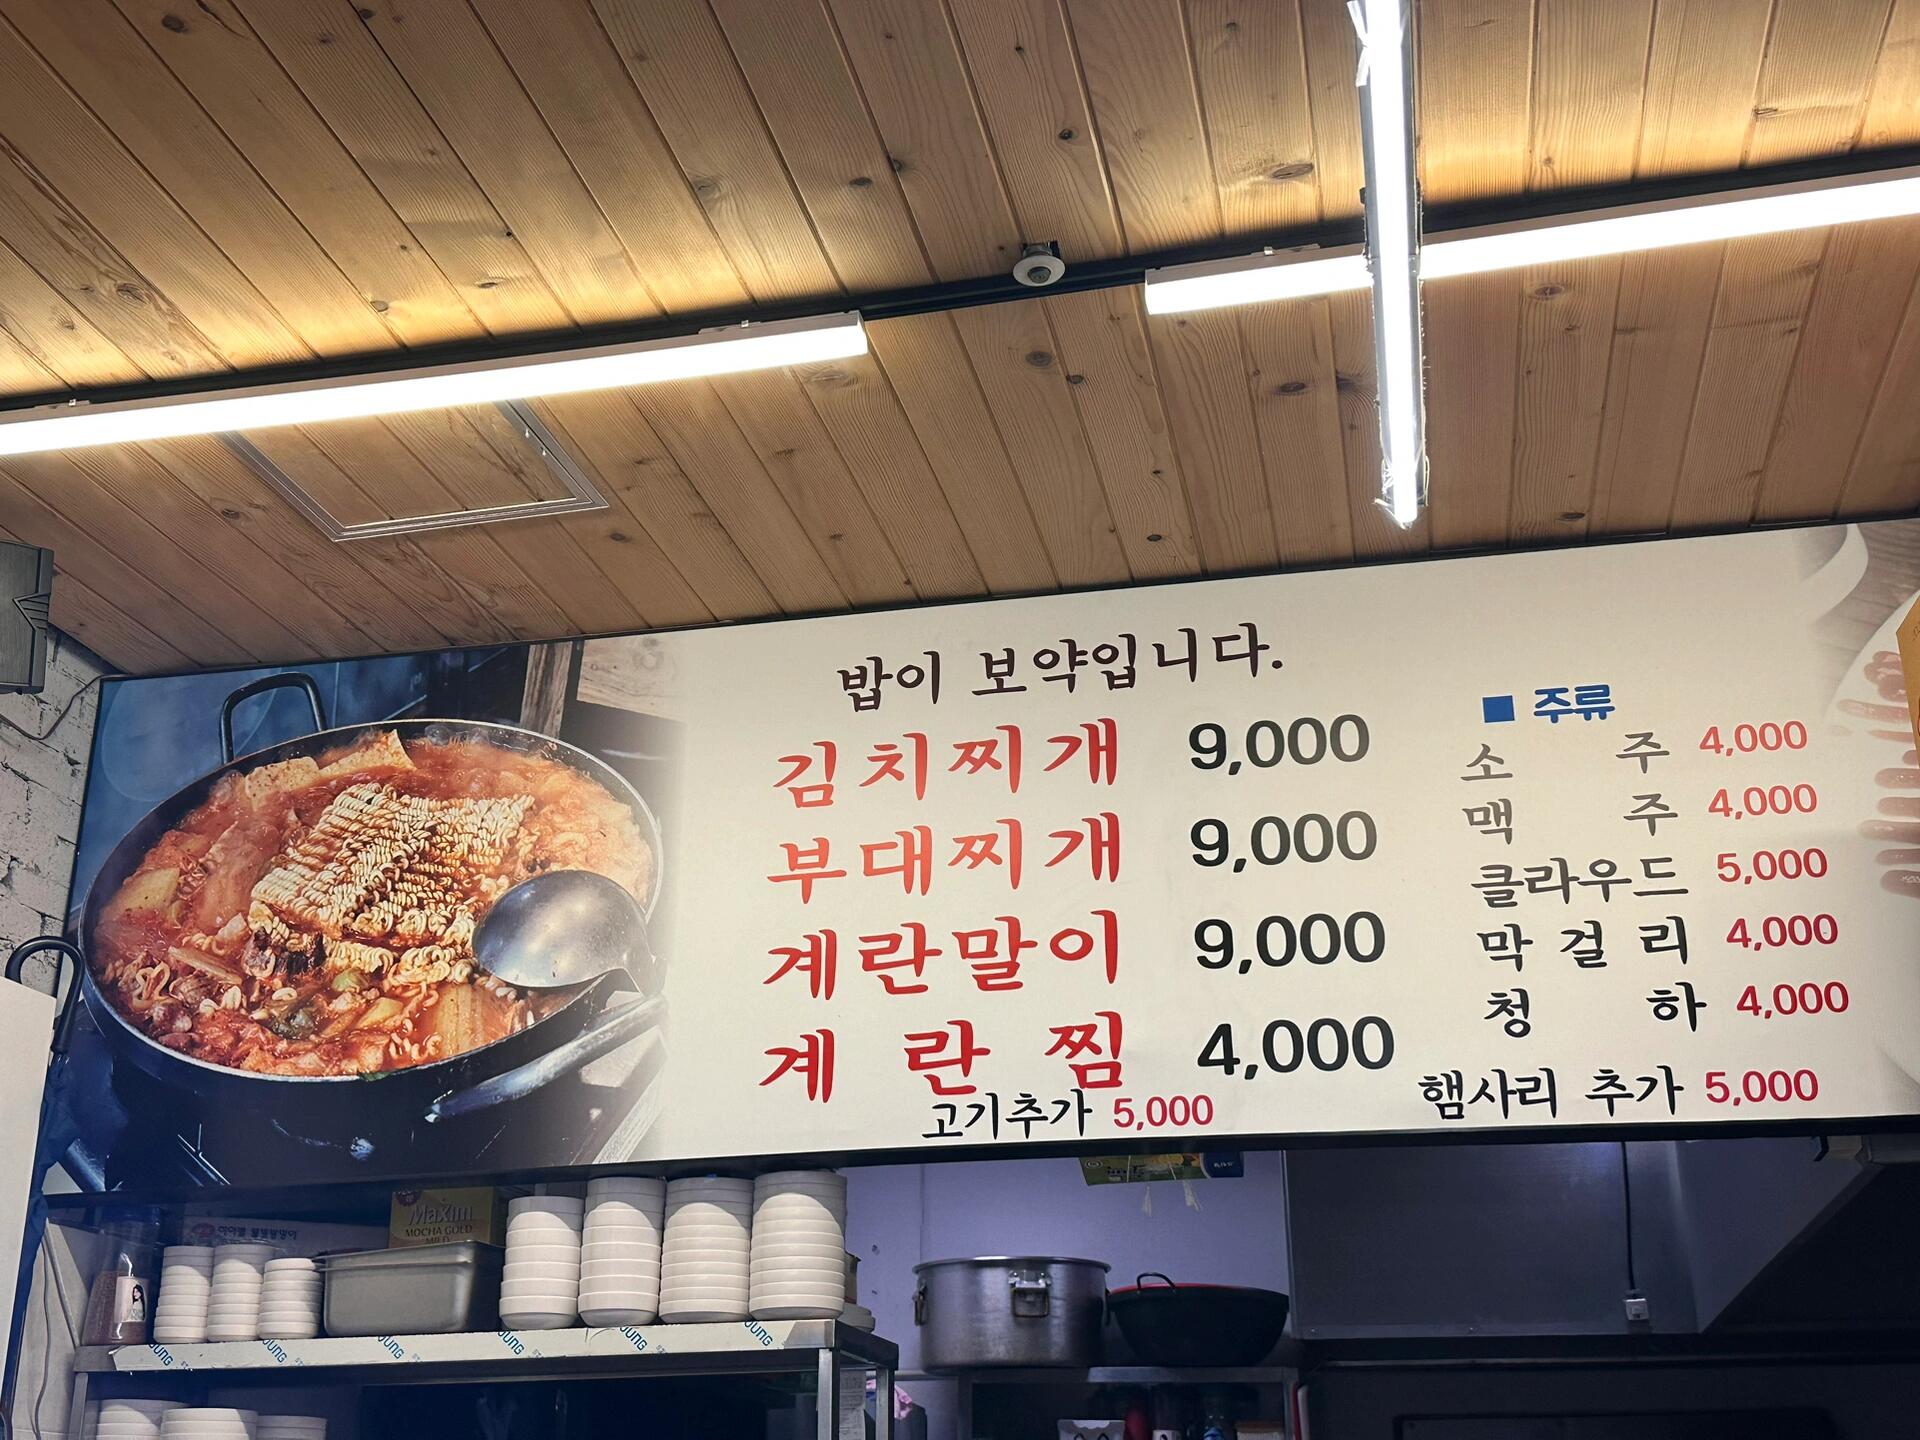 밥이 보약입니다.
김치찌개 9,000
부대찌개 9,000
계란말이 9,000
계란찜 4,000
고기추가 5,000
■ 주류
소주 4,000
맥주 4,000
클라우드 5,000
막걸리 4,000
청하 4,000
햄사리 추가 5,000
Maxim
MOCHA GOLD
MILD